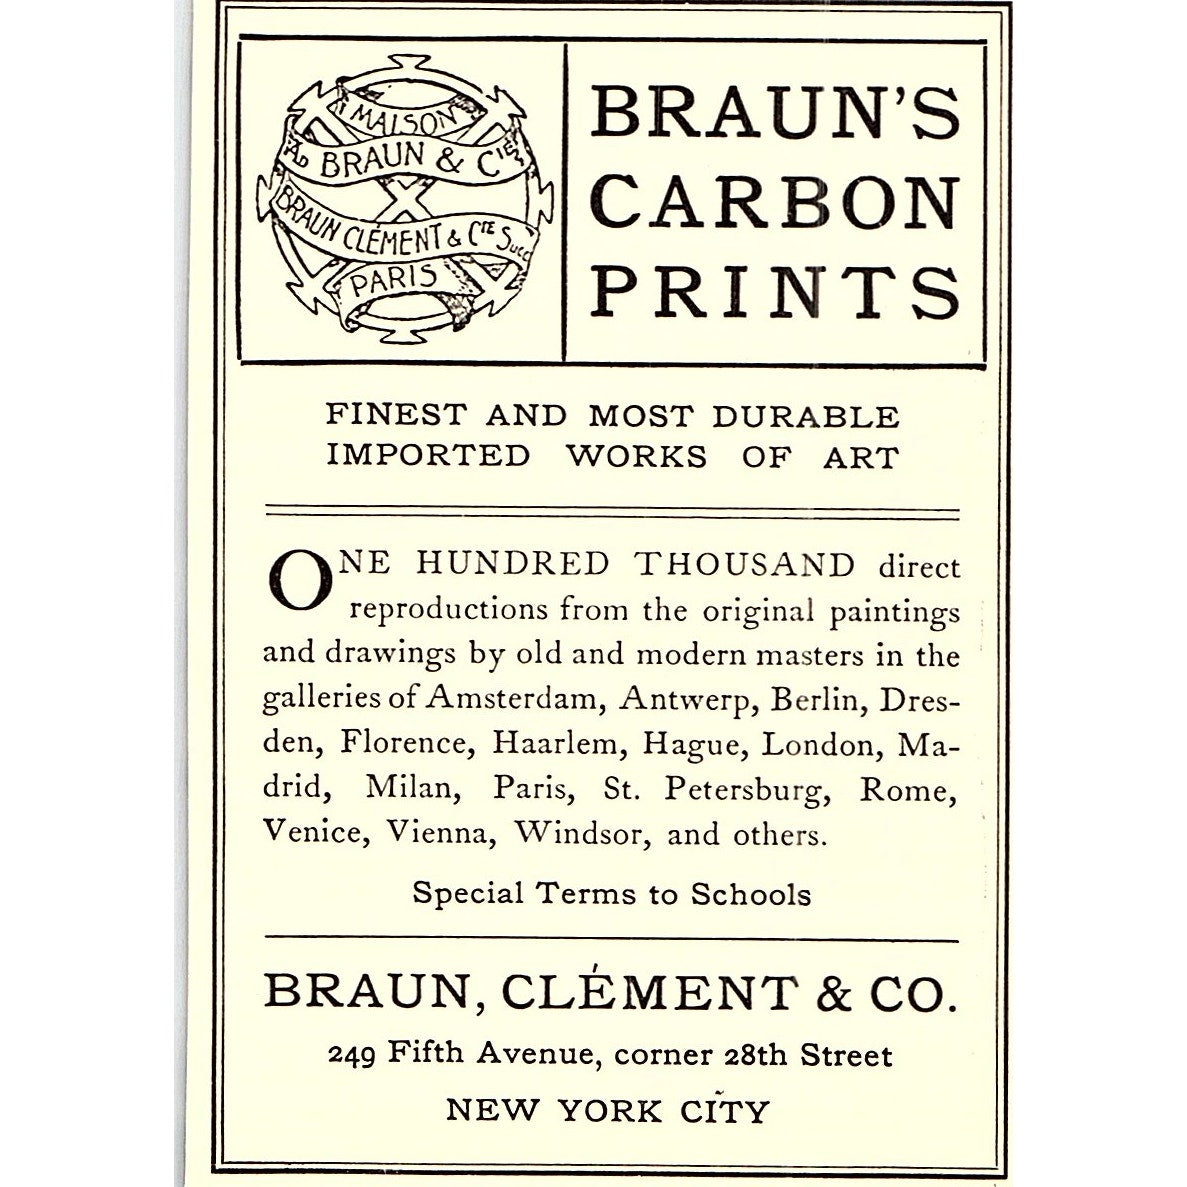 MAISON
AD BRAUN & CIE
BRAUN CLÉMENT & CTE SUCC
PARIS
BRAUN'S
CARBON
PRINTS
FINEST AND MOST DURABLE
IMPORTED WORKS OF ART
ONE HUNDRED THOUSAND direct
reproductions from the original paintings
and drawings by old and modern masters in the
galleries of Amsterdam, Antwerp, Berlin, Dres-
den, Florence, Haarlem, Hague, London, Ma-
drid, Milan, Paris, St. Petersburg, Rome,
Venice, Vienna, Windsor, and others.
Special Terms to Schools
BRAUN, CLÉMENT & CO.
249 Fifth Avenue, corner 28th Street
NEW YORK CITY